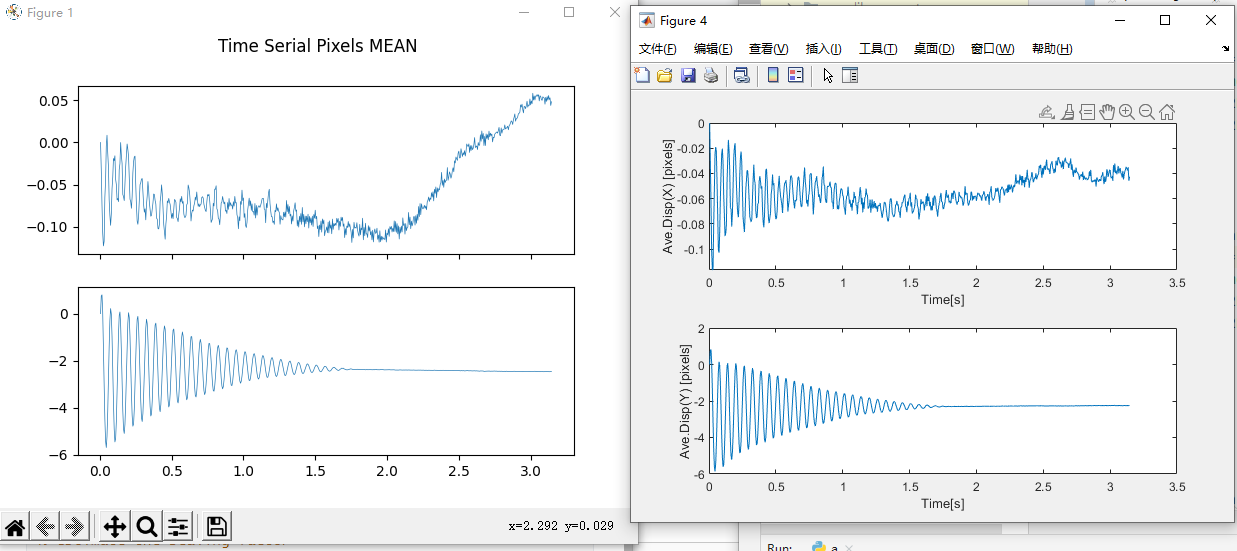 Figure 1
Time Serial Pixels MEAN
0.05
0.00
−0.05
−0.10
0
−2
−4
−6
0.0 0.5 1.0 1.5 2.0 2.5 3.0
x=2.292 y=0.029
Figure 4
文件(F) 编辑(E) 查看(V) 插入(I) 工具(T) 桌面(D) 窗口(W) 帮助(H)
Ave.Disp(X) [pixels]
0
-0.02
-0.04
-0.06
-0.08
-0.1
0 0.5 1 1.5 2 2.5 3 3.5
Time[s]
Ave.Disp(Y) [pixels]
2
0
-2
-4
-6
0 0.5 1 1.5 2 2.5 3 3.5
Time[s]
Run: a